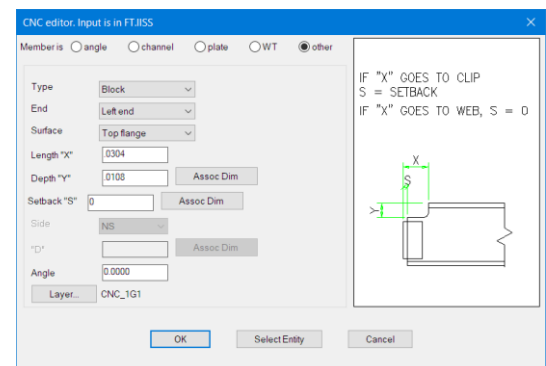 CNC editor. Input is in FT.IISS
Member is angle channel plate WT other
Type Block
End Left end
Surface Top flange
Length "X" .0304
Depth "Y" .0108 Assoc Dim
Setback "S" 0 Assoc Dim
Side NS
"D" Assoc Dim
Angle 0.0000
Layer... CNC_1G1
OK Select Entity Cancel
IF "X" GOES TO CLIP
S = SETBACK
IF "X" GOES TO WEB, S = 0
X
S
Y